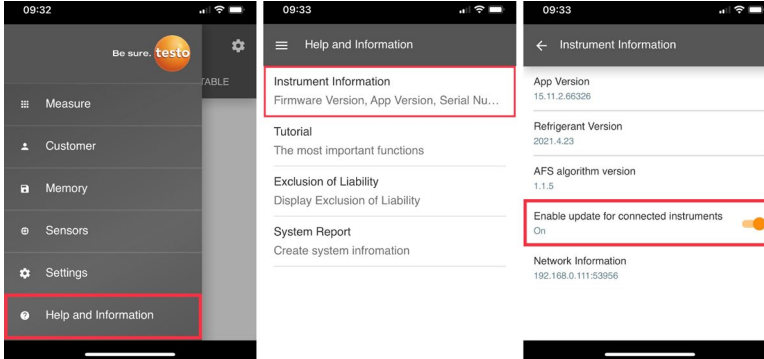 09:32
Be sure. testo
TABLE
Measure
Customer
Memory
Sensors
Settings
Help and Information
09:33
Help and Information
Instrument Information
Firmware Version, App Version, Serial Nu...
Tutorial
The most important functions
Exclusion of Liability
Display Exclusion of Liability
System Report
Create system infromation
09:33
Instrument Information
App Version
15.11.2.66326
Refrigerant Version
2021.4.23
AFS algorithm version
1.1.5
Enable update for connected instruments
On
Network Information
192.168.0.111:53956